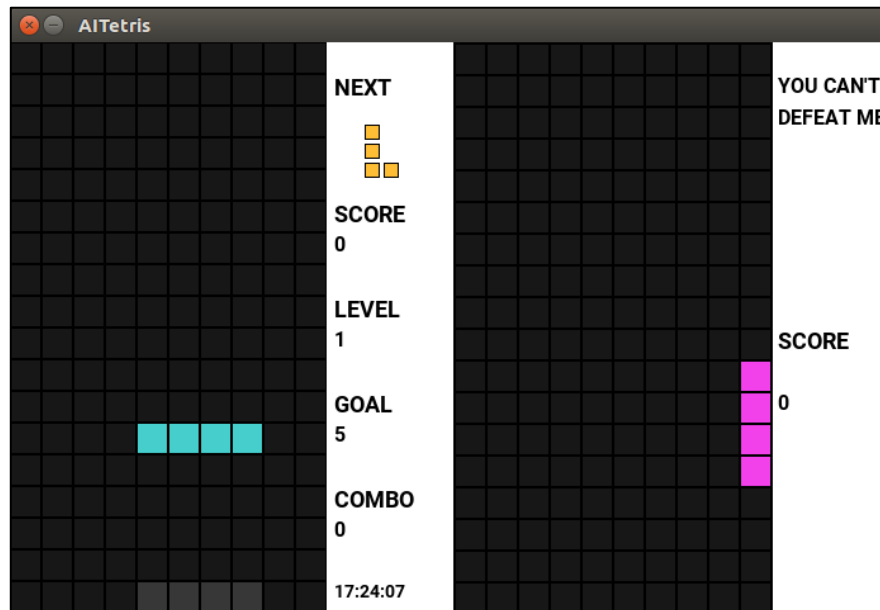 AITetris
NEXT
SCORE
0
LEVEL
1
GOAL
5
COMBO
0
17:24:07
YOU CAN'T
DEFEAT ME
SCORE
0